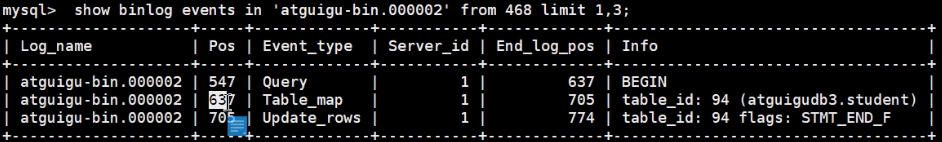 mysql>  show binlog events in 'atguigu-bin.000002' from 468 limit 1,3;
+--------------------+-----+-------------+-----------+-------------+---------------------------------+
| Log_name           | Pos | Event_type  | Server_id | End_log_pos | Info                            |
+--------------------+-----+-------------+-----------+-------------+---------------------------------+
| atguigu-bin.000002 | 547 | Query       |         1 |         637 | BEGIN                           |
| atguigu-bin.000002 | 637 | Table_map   |         1 |         705 | table_id: 94 (atguigudb3.student) |
| atguigu-bin.000002 | 705 | Update_rows |         1 |         774 | table_id: 94 flags: STMT_END_F  |
+--------------------+-----+-------------+-----------+-------------+---------------------------------+